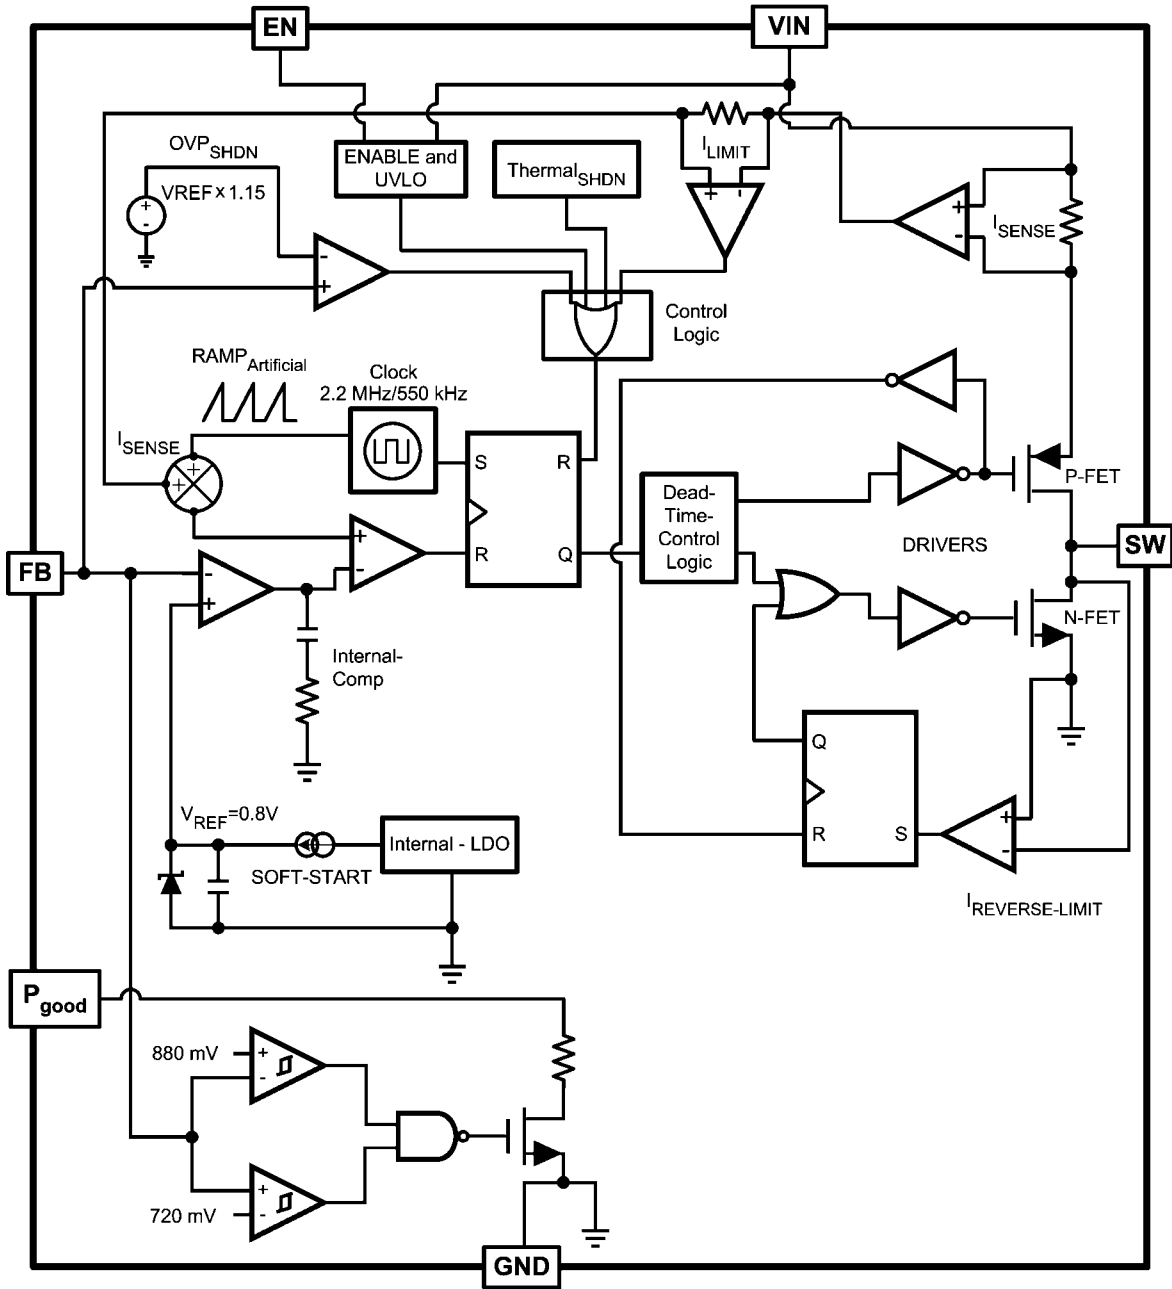 EN
VIN
OVPSHDN
VREF x 1.15
+
-
ENABLE and
UVLO
ThermalSHDN
ILIMIT
+
-
+
-
ISENSE
-
+
Control
Logic
RAMPArtificial
Clock
2.2 MHz/550 kHz
ISENSE
+
+
S
R
R
Q
+
-
Dead-
Time-
Control
Logic
P-FET
DRIVERS
SW
FB
-
+
N-FET
Internal-
Comp
Q
R
S
+
-
VREF=0.8V
Internal - LDO
SOFT-START
IREVERSE-LIMIT
Pgood
880 mV
+
-
720 mV
+
-
GND